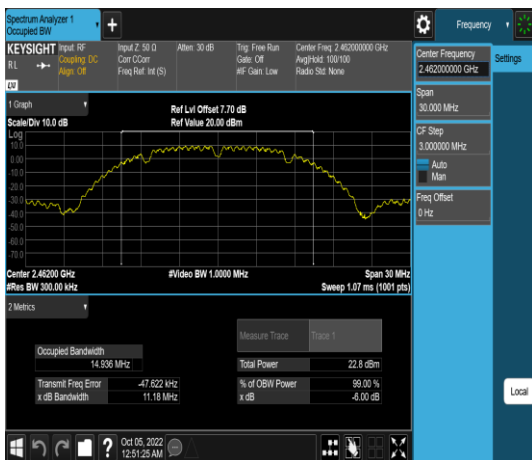 Spectrum Analyzer 1
Occupied BW
Frequency
KEYSIGHT
RL
LXI
Input: RF
Coupling: DC
Align: Off
Input Z: 50 Ω
Corr CCorr
Freq Ref: Int (S)
Atten: 30 dB
Trig: Free Run
Gate: Off
#IF Gain: Low
Center Freq: 2.462000000 GHz
Avg|Hold: 100/100
Radio Std: None
Center Frequency
2.462000000 GHz
Settings
Span
30.000 MHz
CF Step
3.000000 MHz
Auto
Man
Freq Offset
0 Hz
1 Graph
Scale/Div 10.0 dB
Ref Lvl Offset 7.70 dB
Ref Value 20.00 dBm
Log
10.0
0.00
-10.0
-20.0
-30.0
-40.0
-50.0
-60.0
-70.0
Center 2.46200 GHz
#Res BW 300.00 kHz
#Video BW 1.0000 MHz
Span 30 MHz
Sweep 1.07 ms (1001 pts)
2 Metrics
Measure Trace
Trace 1
Occupied Bandwidth
14.936 MHz
Total Power
22.8 dBm
Transmit Freq Error
-47.622 kHz
% of OBW Power
99.00 %
x dB Bandwidth
11.18 MHz
x dB
-6.00 dB
Local
Oct 05, 2022
12:51:25 AM